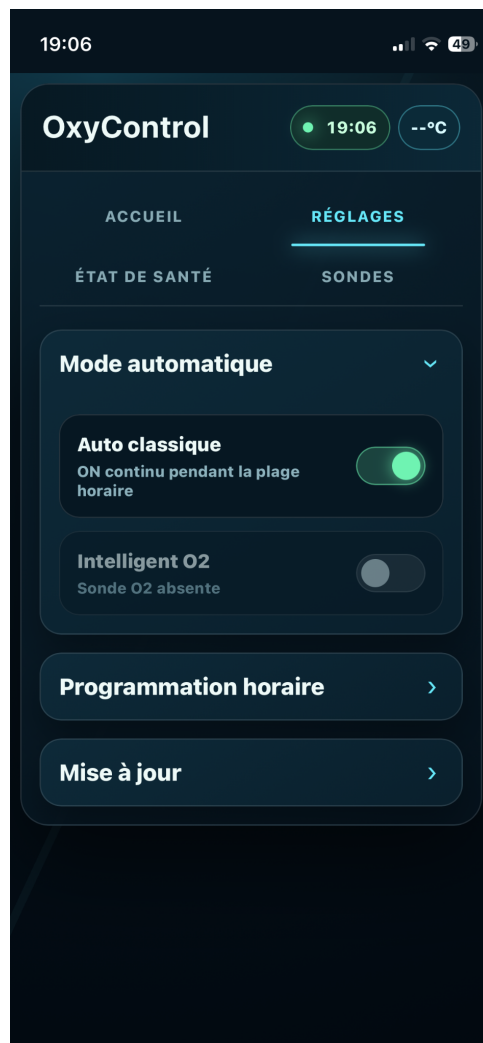 19:06
49
OxyControl
19:06
--°C
ACCUEIL
RÉGLAGES
ÉTAT DE SANTÉ
SONDES
Mode automatique
Auto classique
ON continu pendant la plage
horaire
Intelligent O2
Sonde O2 absente
Programmation horaire
Mise à jour